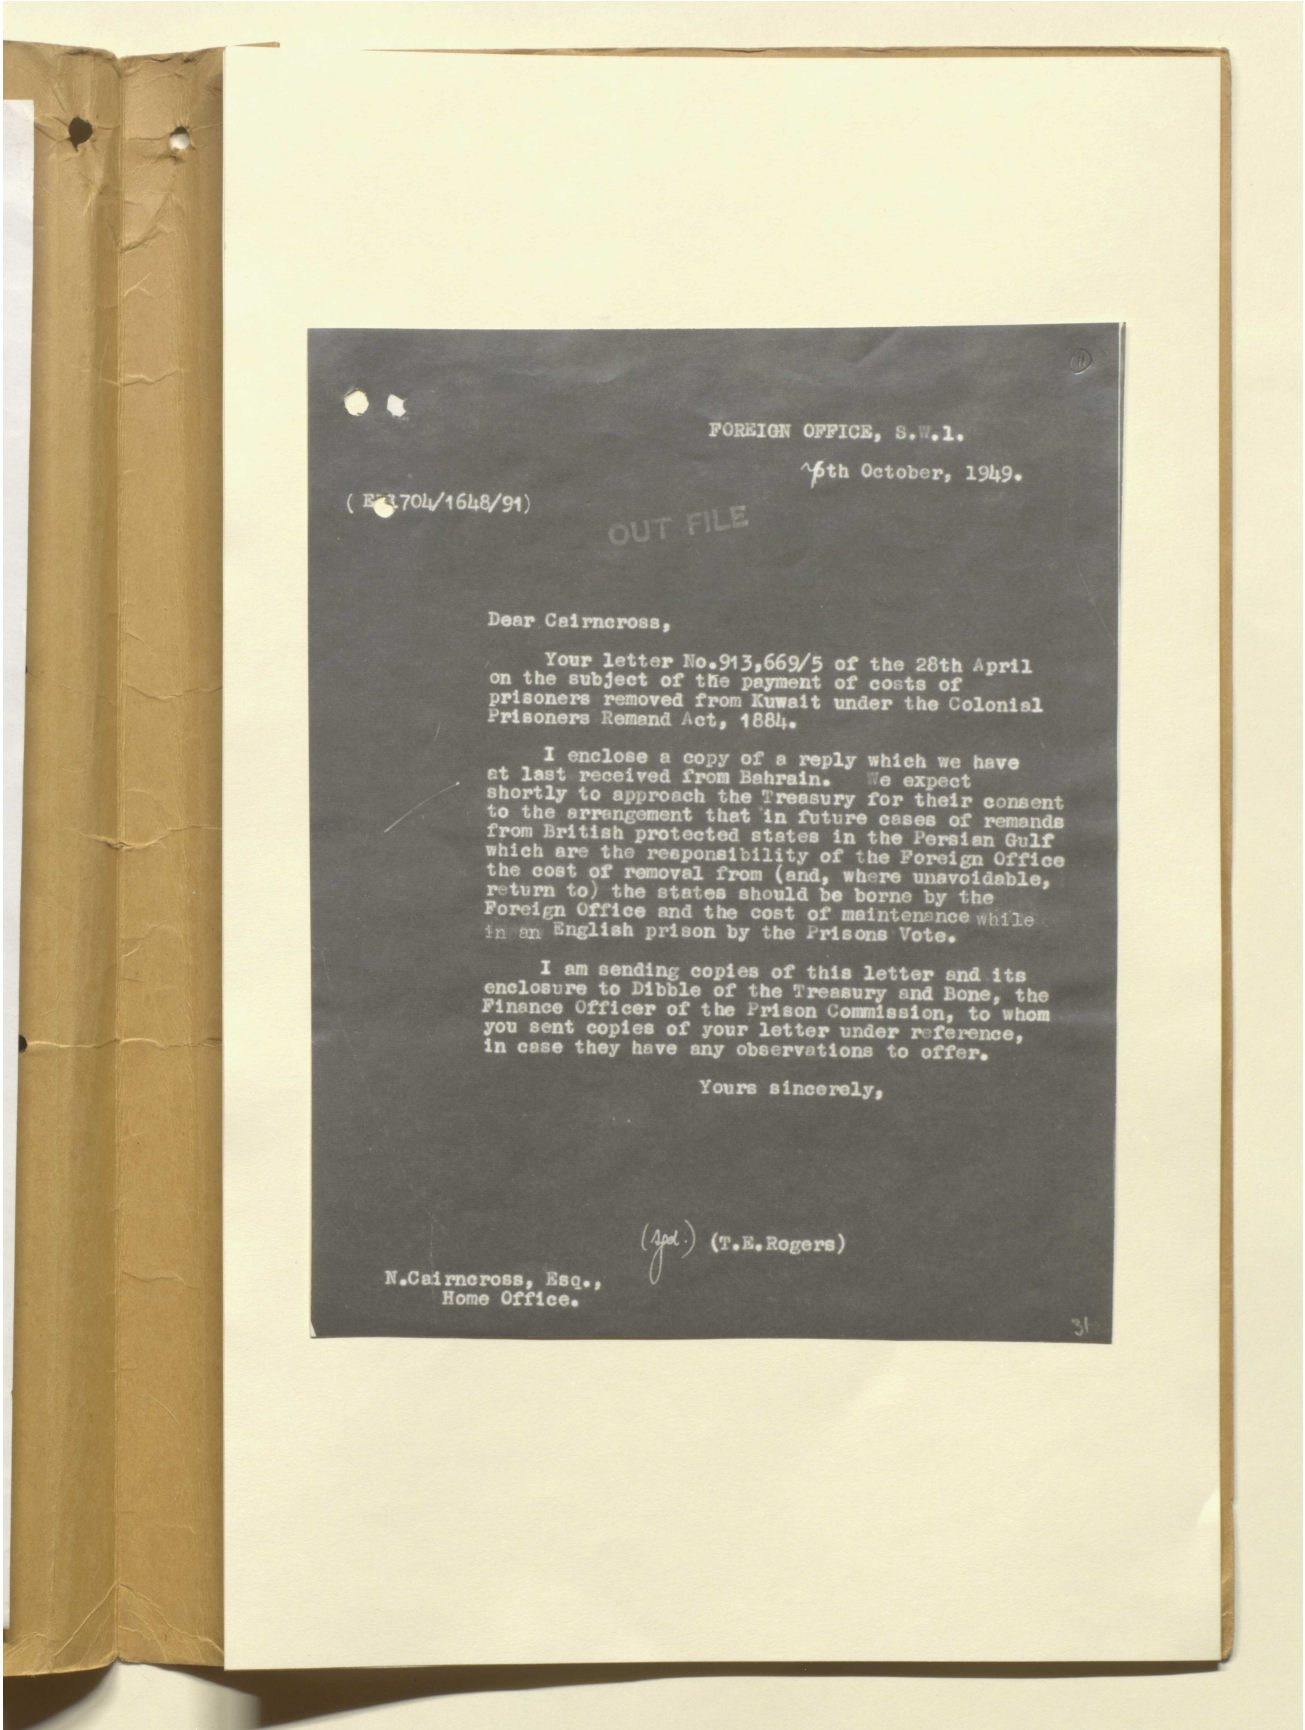 11
FOREIGN OFFICE, S.W.1.
7th October, 1949.
704/1648/91)
OUT FILE
Dear Cairncross,
Your letter No.913,669/5 of the 28th April
on the subject of the payment of costs of
prisoners removed from Kuwait under the Colonial
Prisoners Remand Act, 1884.
I enclose a copy of a reply which we have
at last received from Bahrain. We expect
shortly to approach the Treasury for their consent
to the arrangement that in future cases of remands
from British protected states in the Persian Gulf
which are the responsibility of the Foreign Office
the cost of removal from (and, where unavoidable,
return to) the states should be borne by the
Foreign Office and the cost of maintenance while
in an English prison by the Prisons Vote.
I am sending copies of this letter and its
enclosure to Dibble of the Treasury and Bone, the
Finance Officer of the Prison Commission, to whom
you sent copies of your letter under reference,
in case they have any observations to offer.
Yours sincerely,
(sgd.) (T.E.Rogers)
N.Cairncross, Esq.,
Home Office.
31